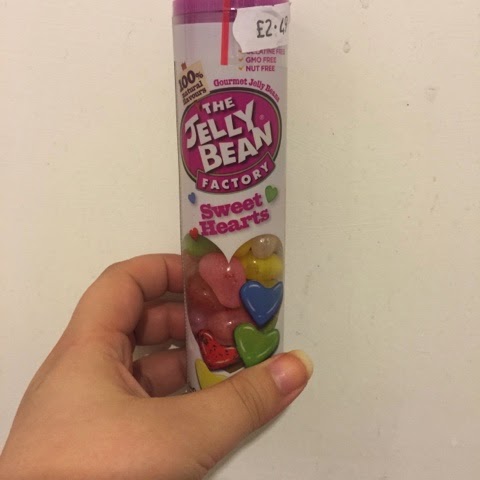 £2.4
GELATINE FREE
GMO FREE
NUT FREE
100%
natural
flavours
Gourmet Jelly Beans
THE
JELLY
BEAN
FACTORY
Sweet
Hearts